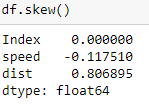 df.skew()
Index    0.000000
speed   -0.117510
dist     0.806895
dtype: float64